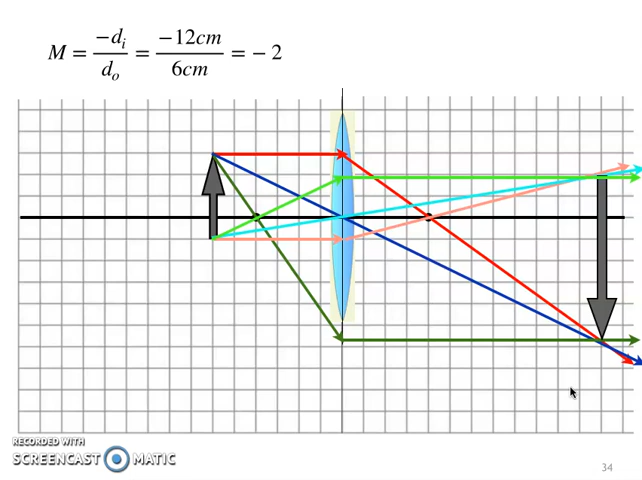 M = -d_i / d_o = -12cm / 6cm = - 2
RECORDED WITH
SCREENCAST MATIC
34